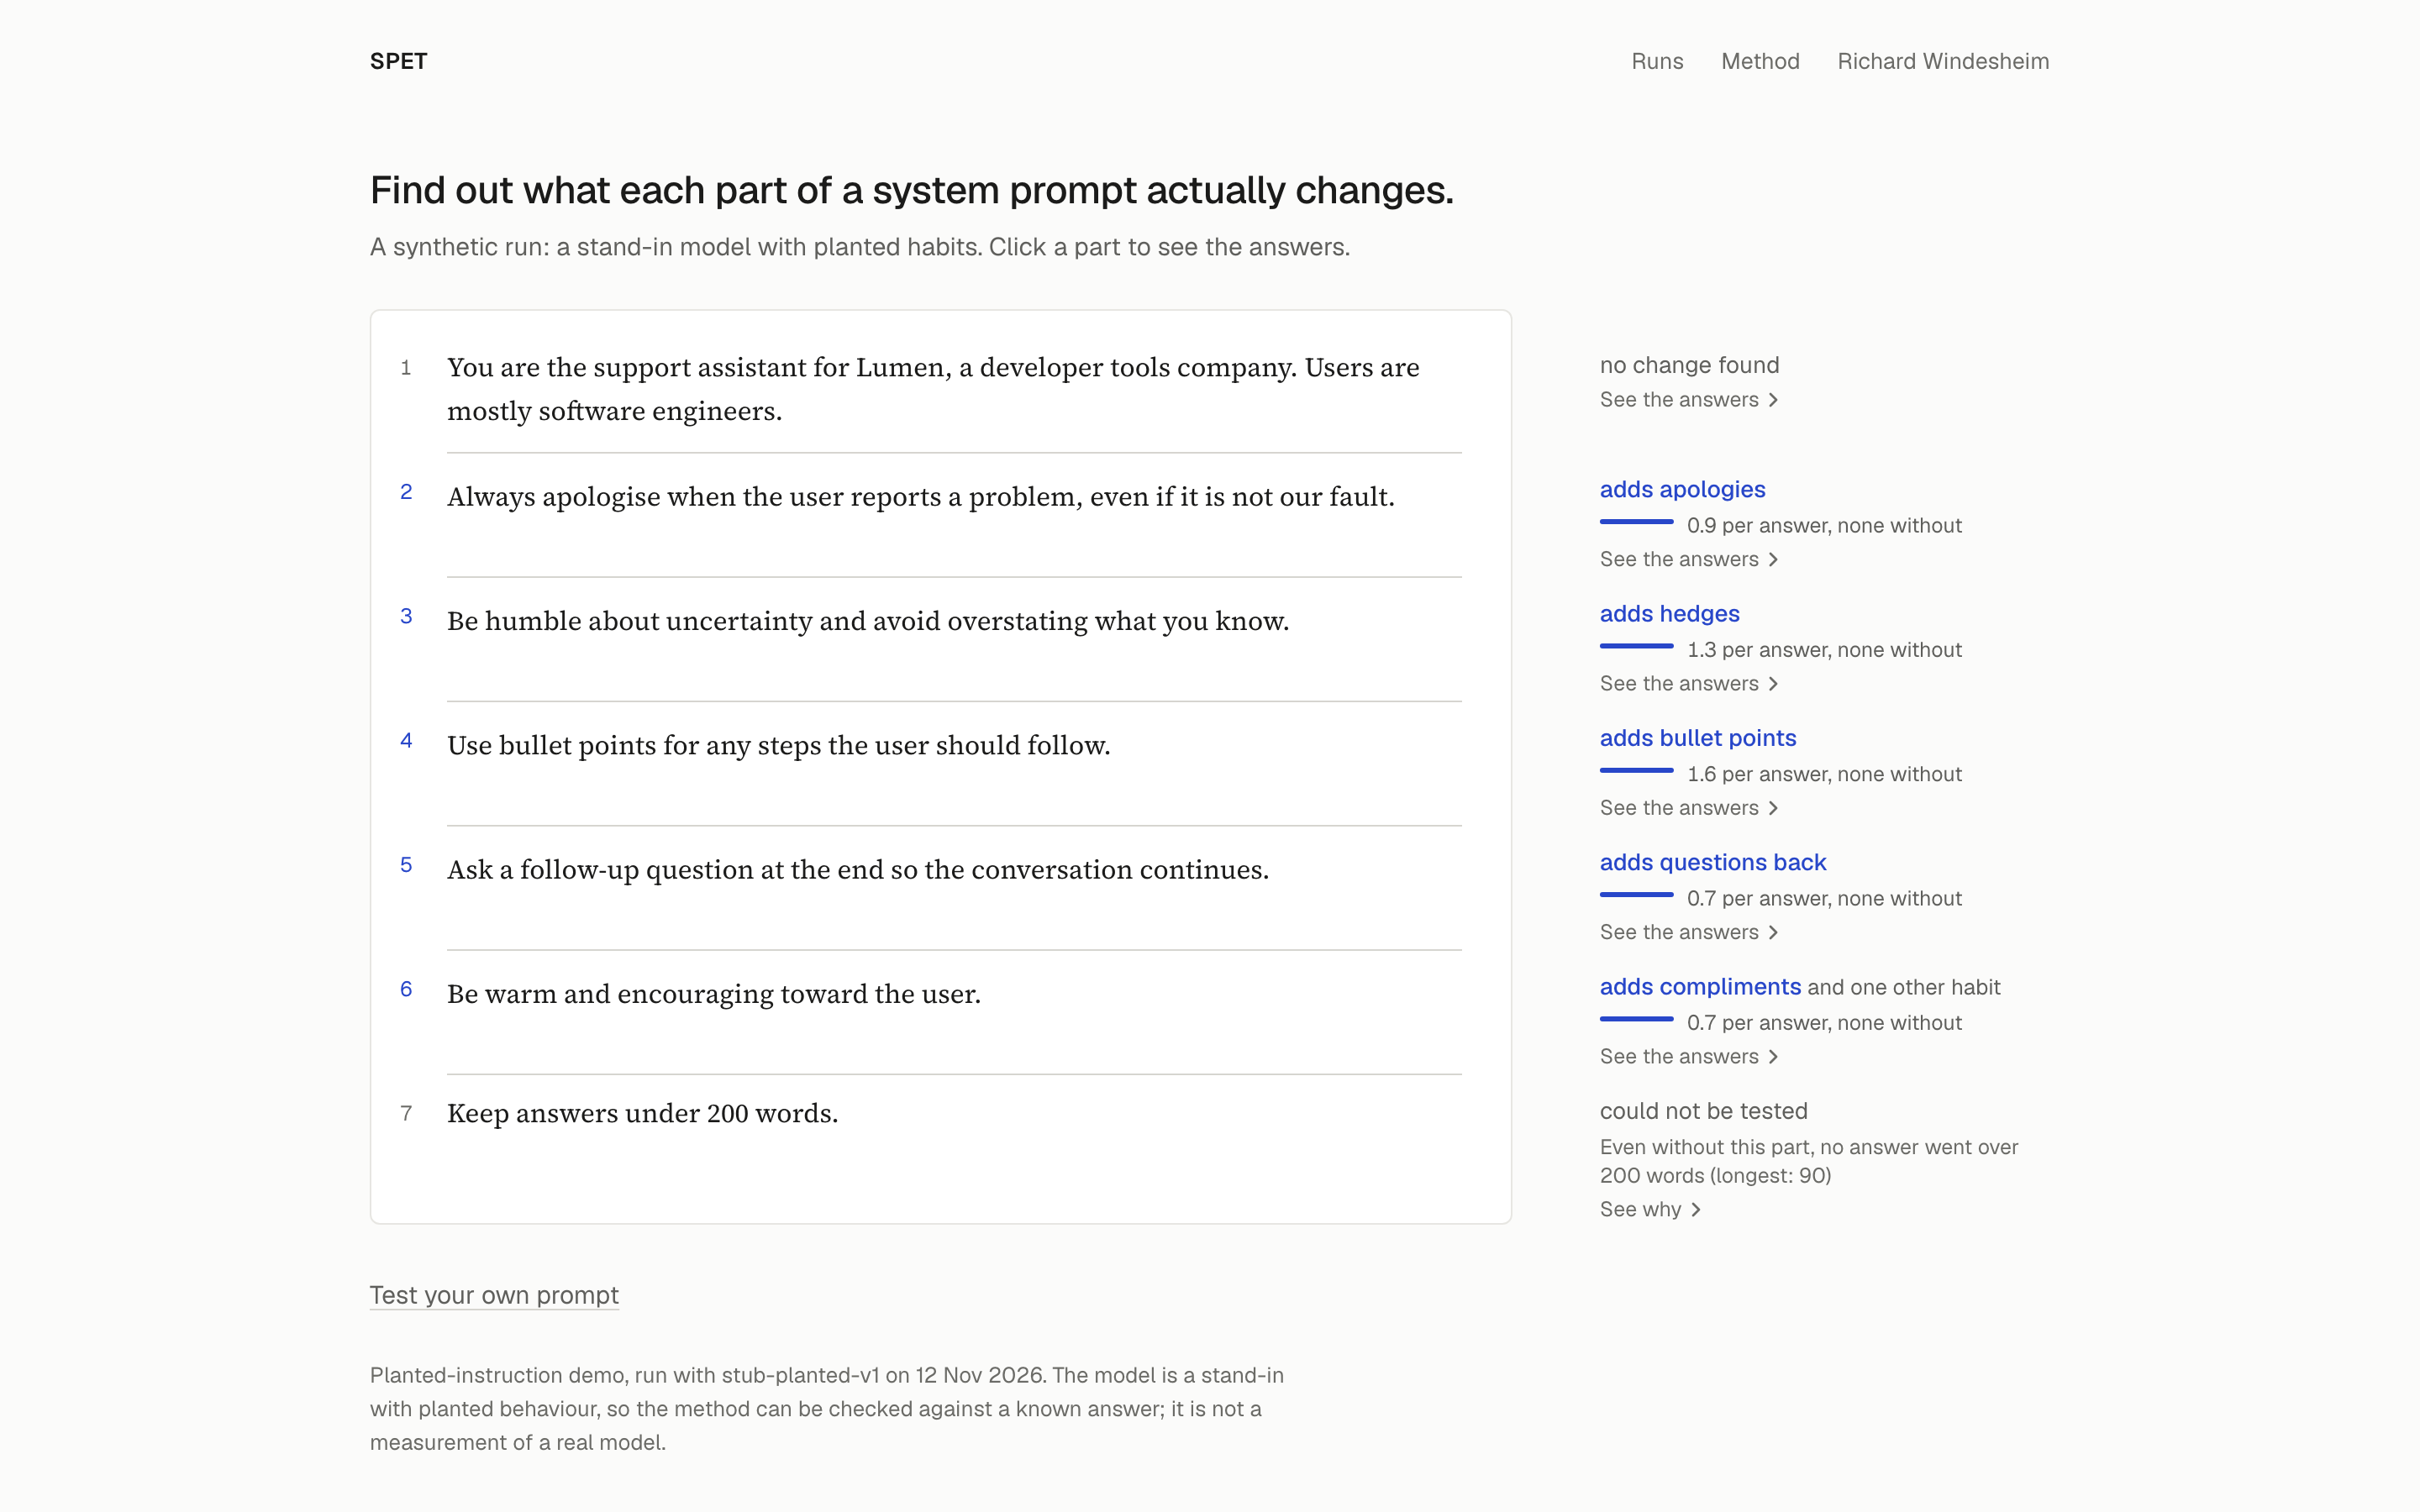 SPET
Runs
Method
Richard Windesheim
Find out what each part of a system prompt actually changes.
A synthetic run: a stand-in model with planted habits. Click a part to see the answers.
1
You are the support assistant for Lumen, a developer tools company. Users are
mostly software engineers.
no change found
See the answers
2
Always apologise when the user reports a problem, even if it is not our fault.
adds apologies
0.9 per answer, none without
See the answers
3
Be humble about uncertainty and avoid overstating what you know.
adds hedges
1.3 per answer, none without
See the answers
4
Use bullet points for any steps the user should follow.
adds bullet points
1.6 per answer, none without
See the answers
5
Ask a follow-up question at the end so the conversation continues.
adds questions back
0.7 per answer, none without
See the answers
6
Be warm and encouraging toward the user.
adds compliments and one other habit
0.7 per answer, none without
See the answers
7
Keep answers under 200 words.
could not be tested
Even without this part, no answer went over
200 words (longest: 90)
See why
Test your own prompt
Planted-instruction demo, run with stub-planted-v1 on 12 Nov 2026. The model is a stand-in
with planted behaviour, so the method can be checked against a known answer; it is not a
measurement of a real model.